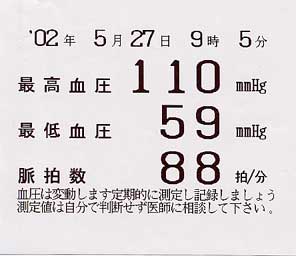 '02年 5月27日 9時 5分
最高血圧 110 mmHg
最低血圧 59 mmHg
脈拍数 88 拍/分
血圧は変動します定期的に測定し記録しましょう
測定値は自分で判断せず医師に相談して下さい。